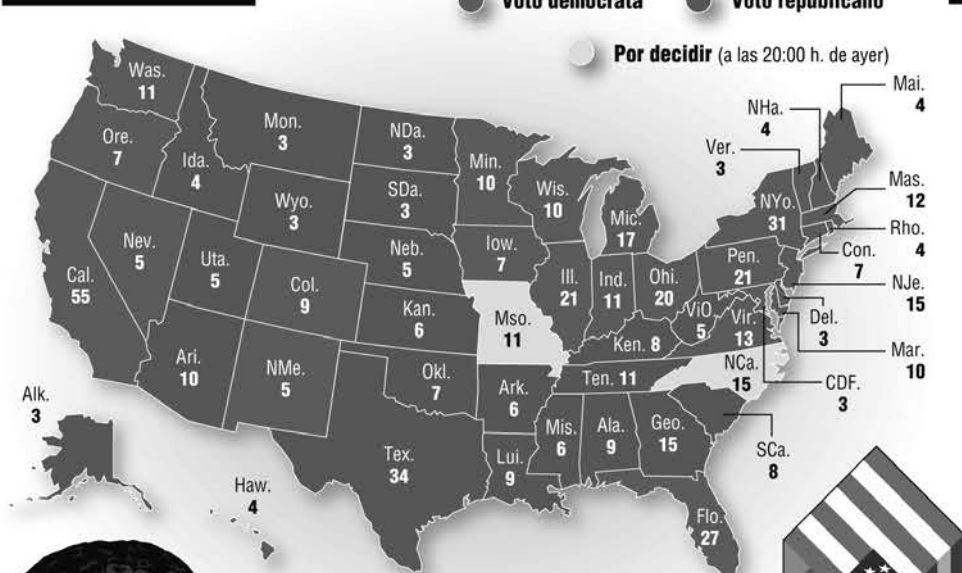 Voto demócrata
Voto republicano
Por decidir (a las 20:00 h. de ayer)
Was.
11
Ore.
7
Ida.
4
Mon.
3
NDa.
3
Min.
10
SDa.
3
Wyo.
3
Wis.
10
Mic.
17
Nev.
5
Cal.
55
Uta.
5
Col.
9
Neb.
5
Iow.
7
Kan.
6
Mso.
11
Ill.
21
Ind.
11
Ohi.
20
Pen.
21
NYo.
31
Ver.
3
NHa.
4
Mai.
4
Mas.
12
Rho.
4
Con.
7
NJe.
15
Del.
3
Mar.
10
CDF.
3
ViO.
5
Vir.
13
Ken. 8
NCa.
15
Ten. 11
SCa.
8
Ari.
10
NMe.
5
Okl.
7
Ark.
6
Tex.
34
Lui.
9
Mis.
6
Ala.
9
Geo.
15
Flo.
27
Alk.
3
Haw.
4